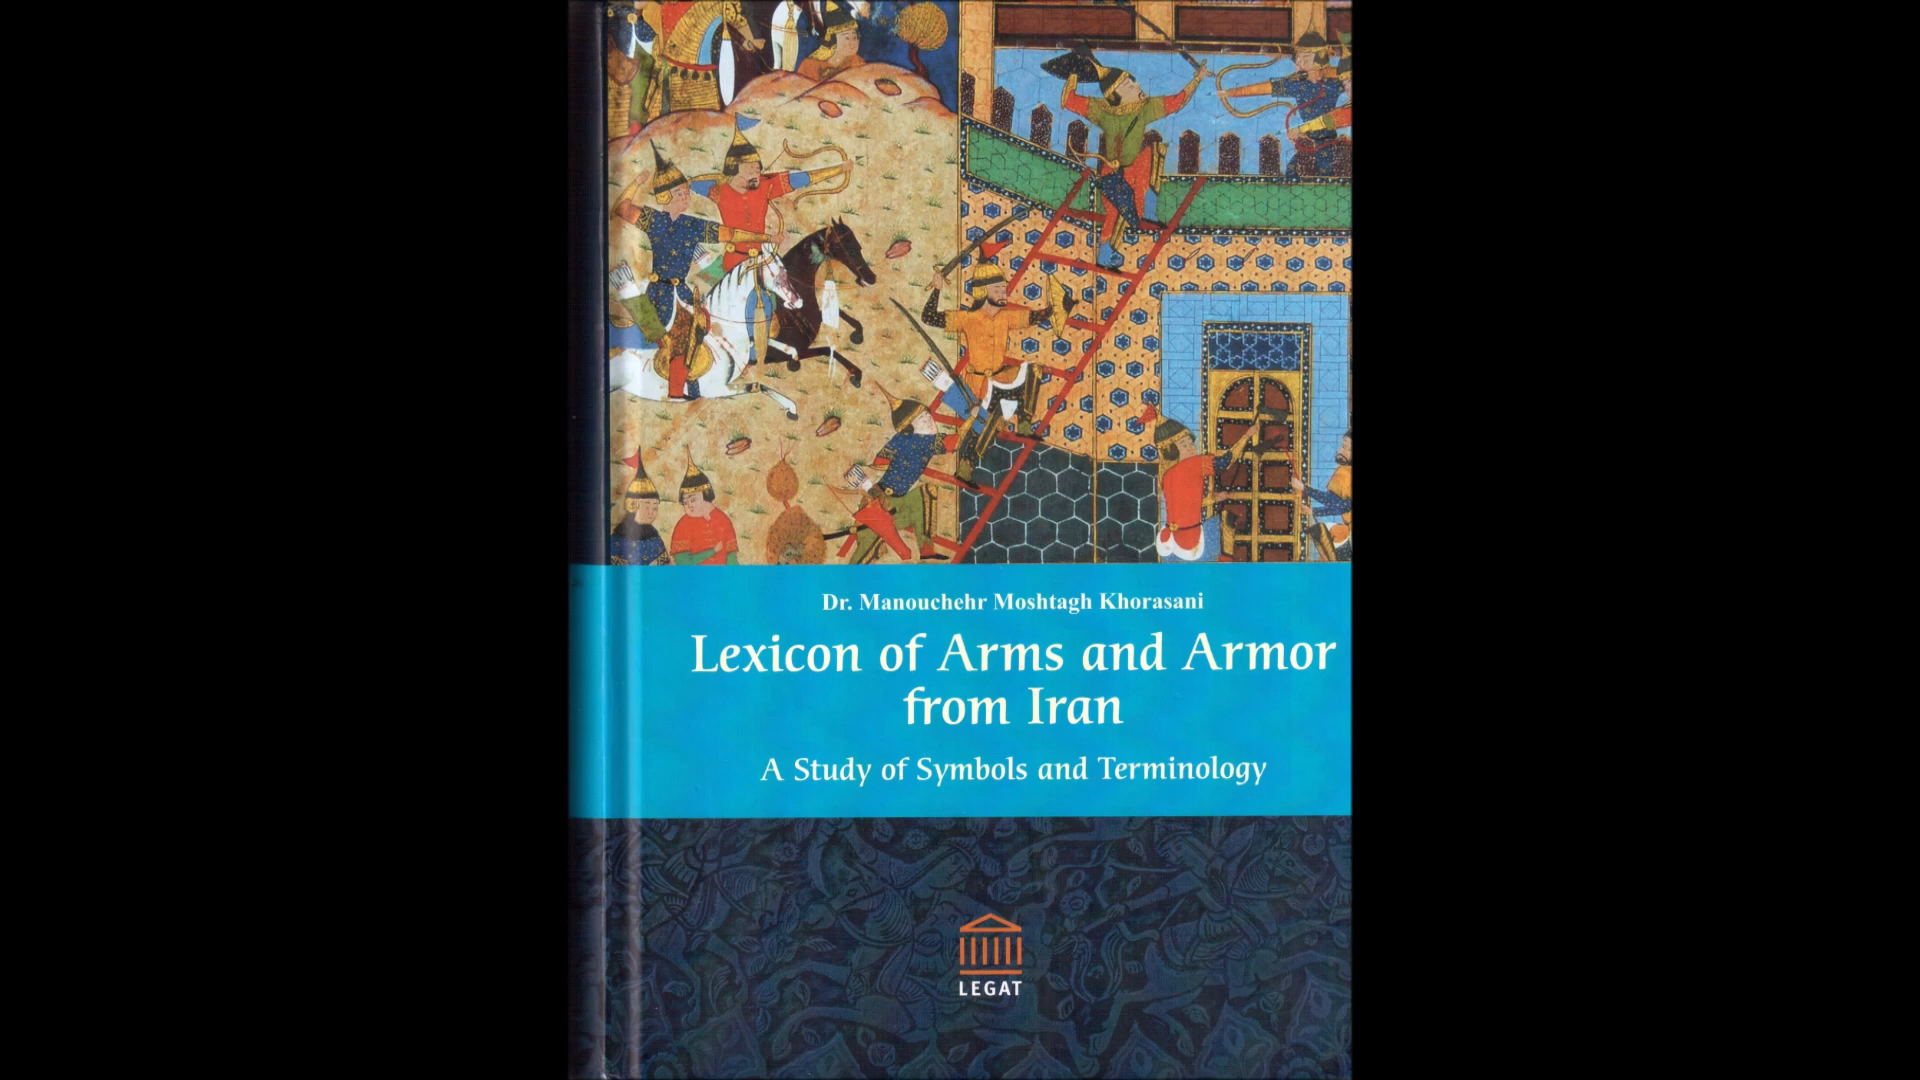 Dr. Manouchehr Moshtagh Khorasani
Lexicon of Arms and Armor
from Iran
A Study of Symbols and Terminology
LEGAT